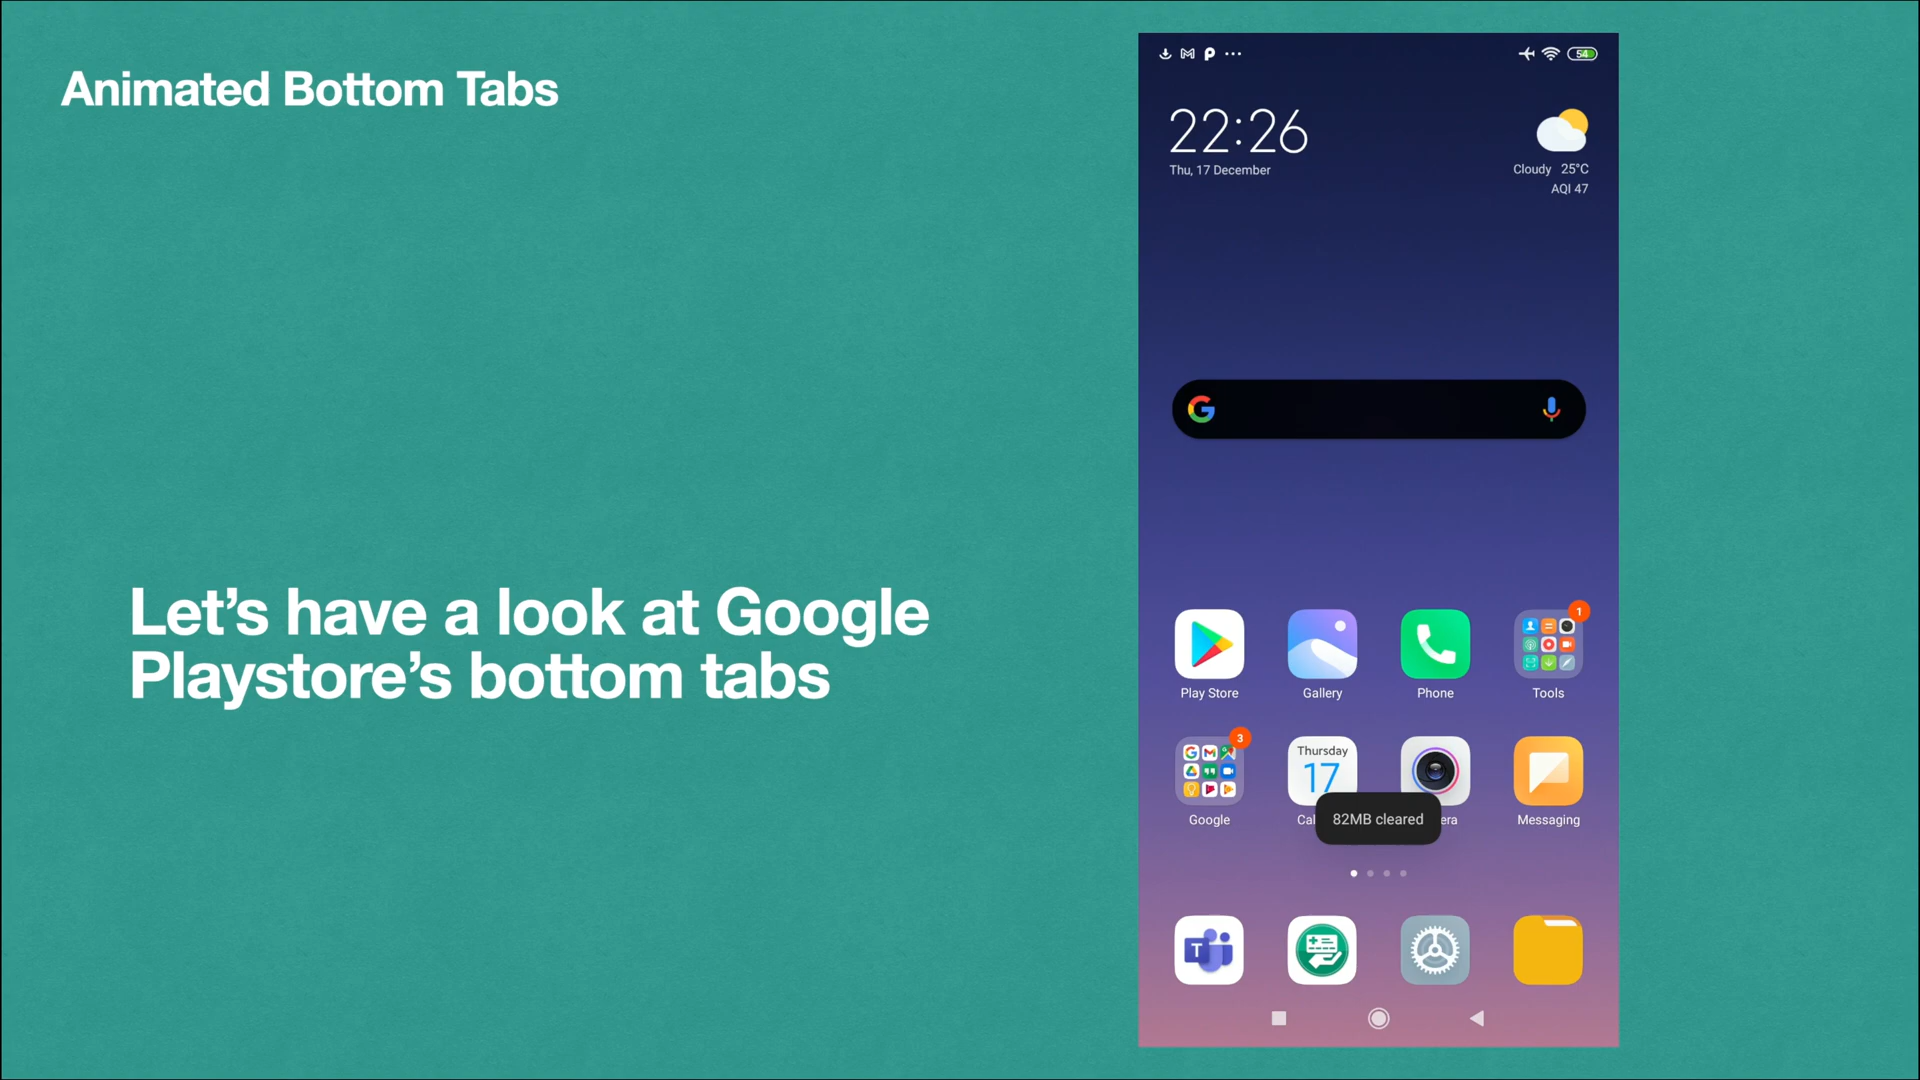 Animated Bottom Tabs
Let’s have a look at Google
Playstore’s bottom tabs
54
22:26
Thu, 17 December
Cloudy 25°C
AQI 47
1
Play Store
Gallery
Phone
Tools
3
Thursday
17
Google
Cal
era
Messaging
82MB cleared
T